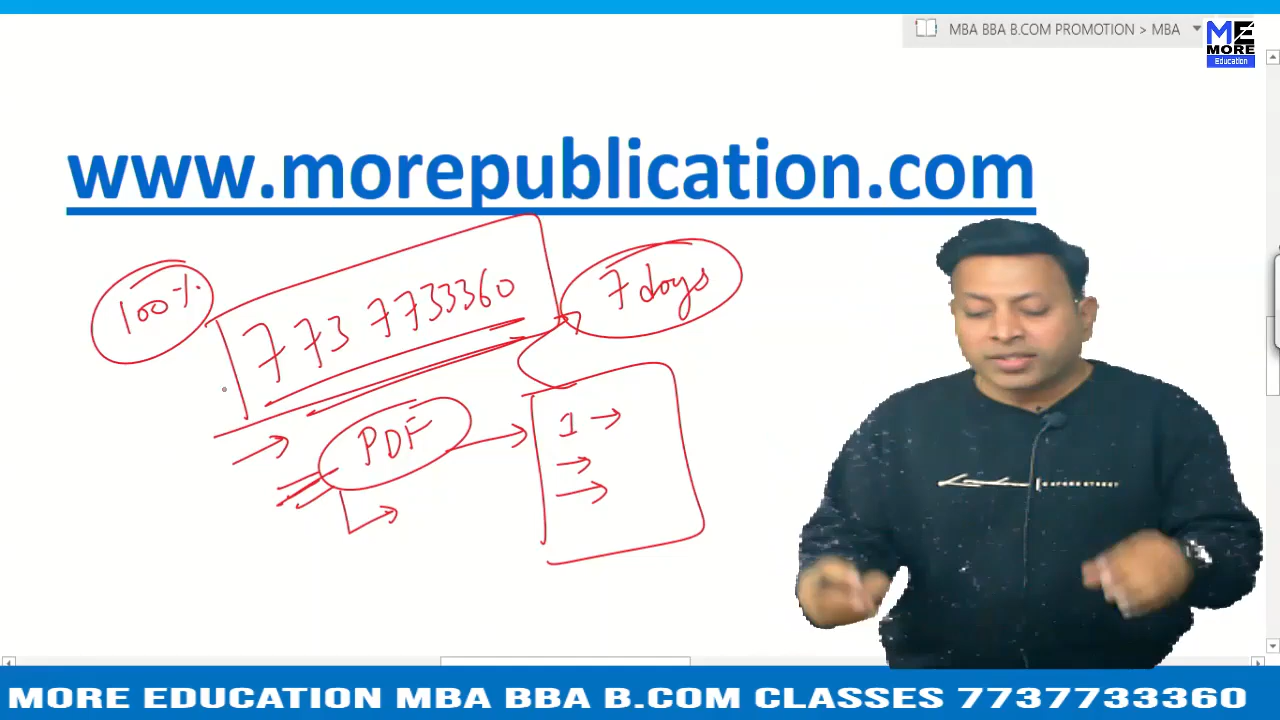 MBA BBA B.COM PROMOTION > MBA
ME
MORE
Education
www.morepublication.com
100%
773 7733360
7 days
PDF
1 →
MORE EDUCATION MBA BBA B.COM CLASSES 7737733360